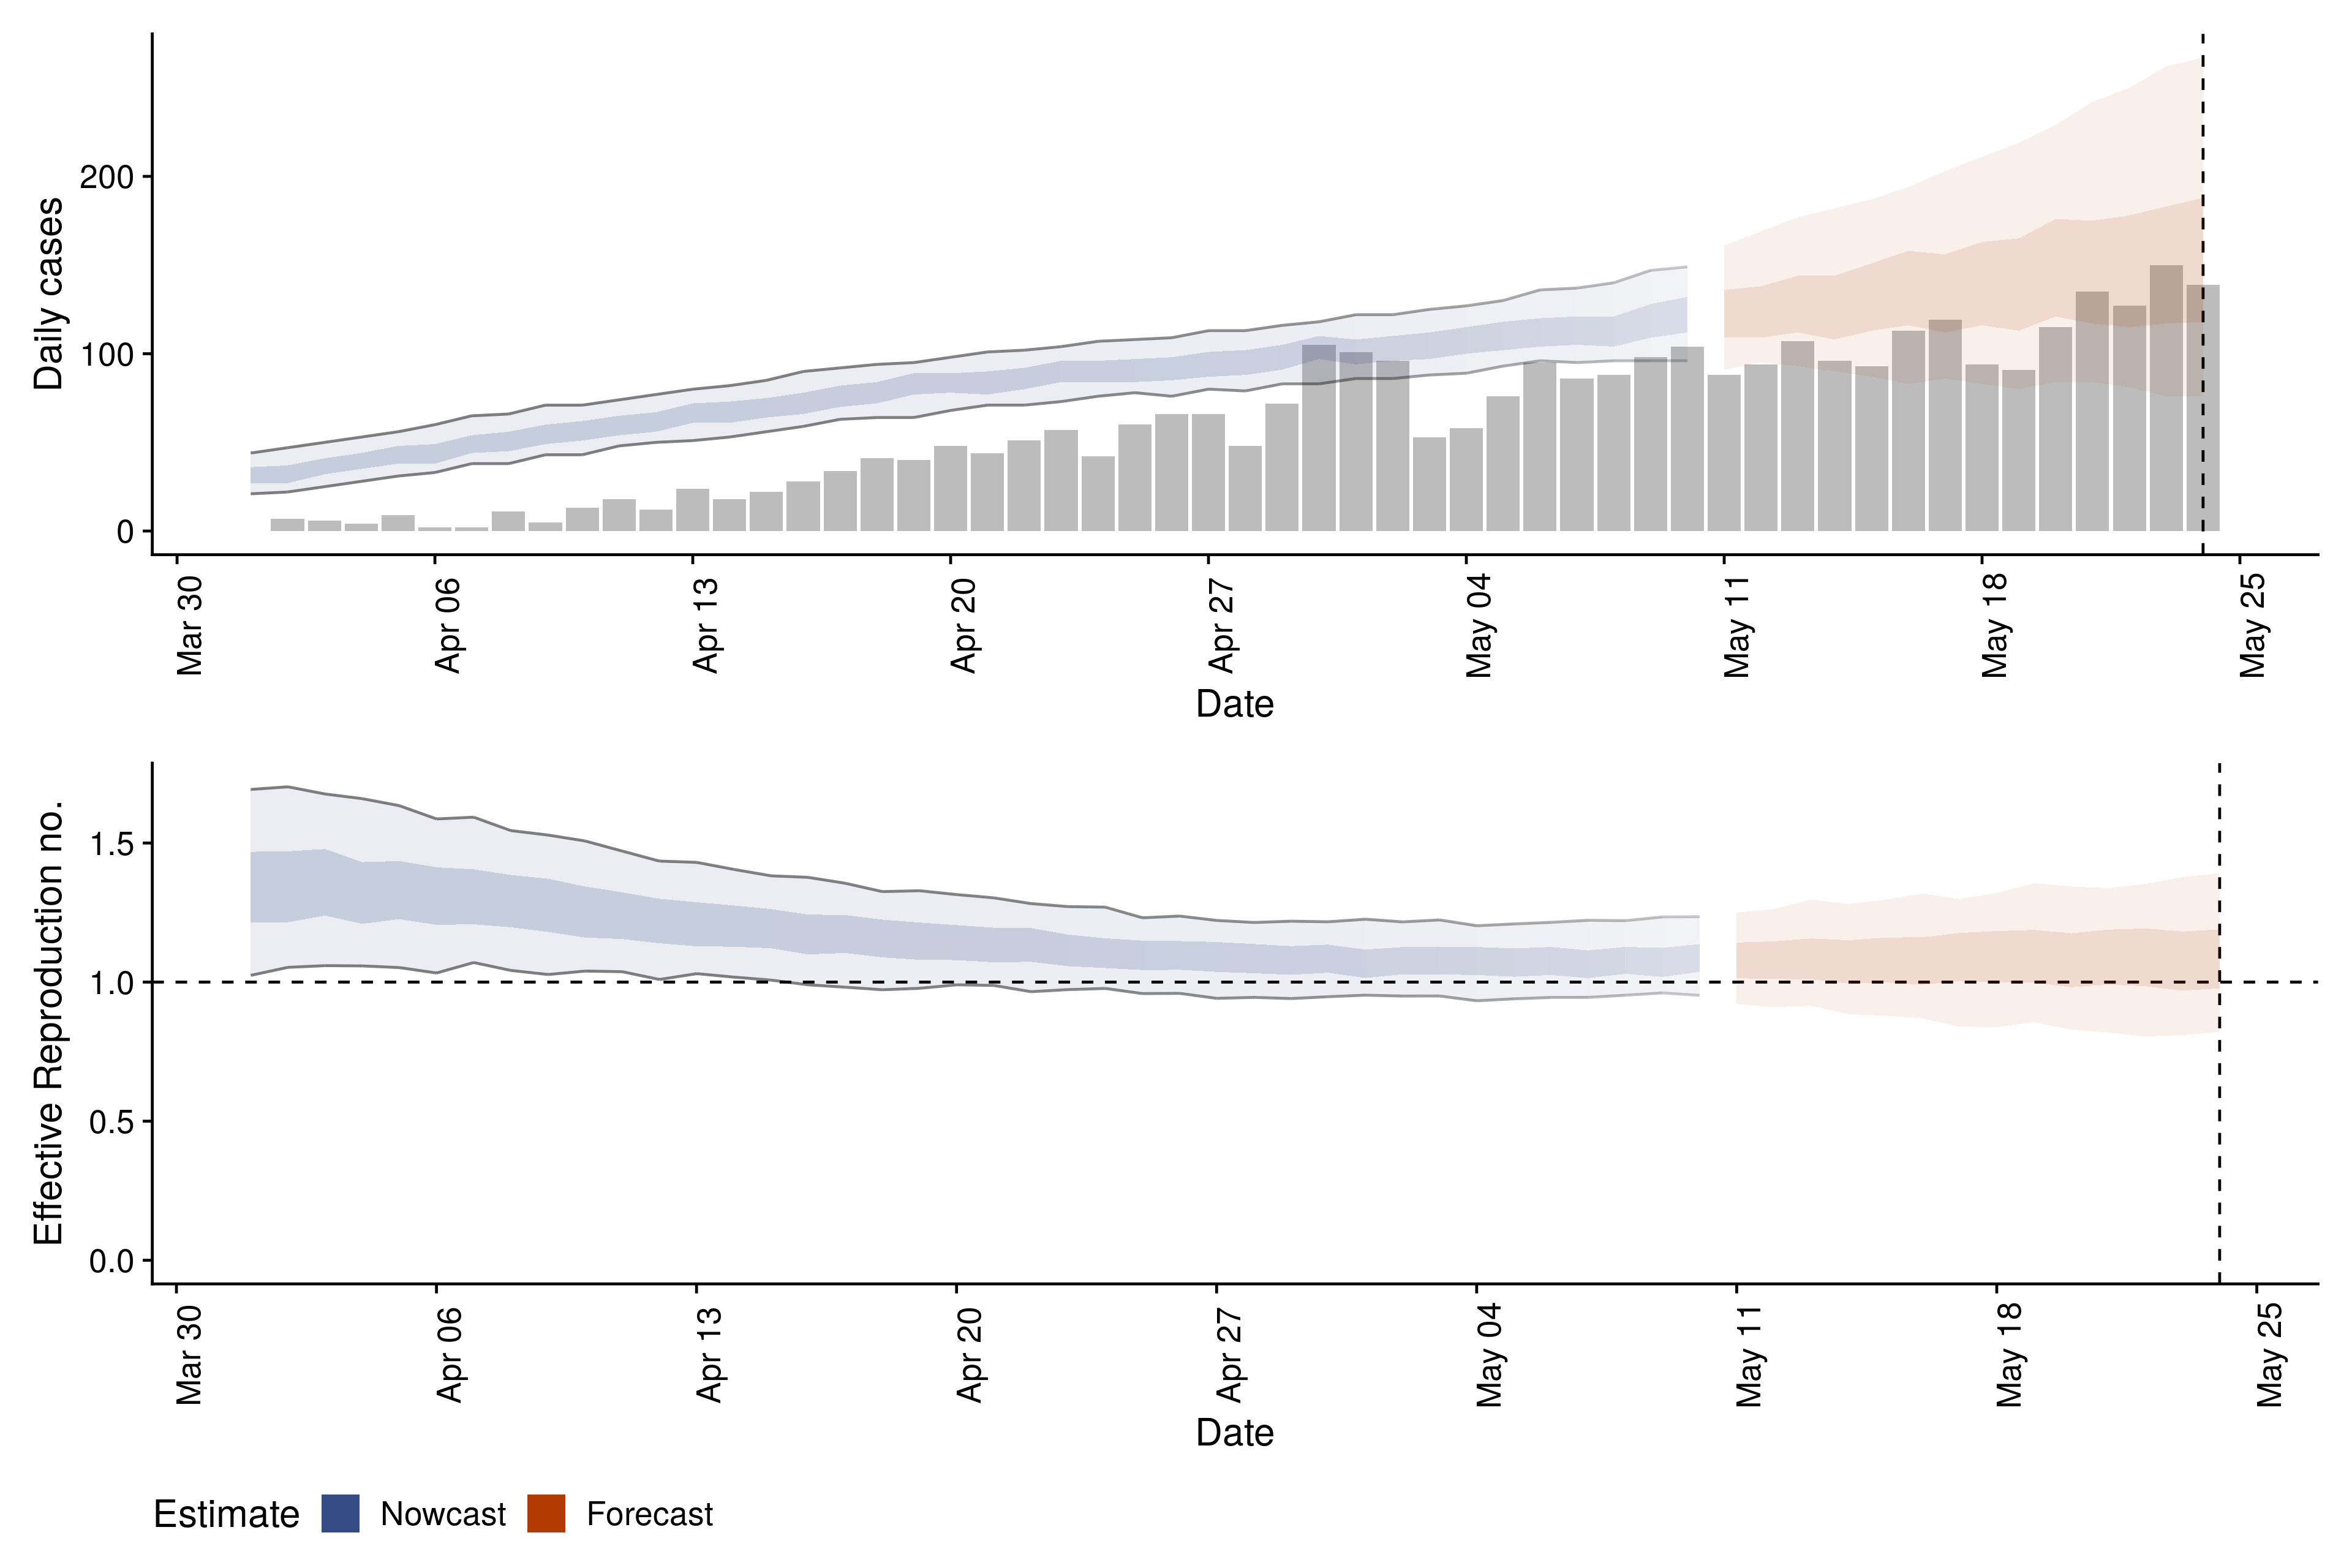 Daily cases
200
100
0
Mar 30
Apr 06
Apr 13
Apr 20
Apr 27
May 04
May 11
May 18
May 25
Date
Effective Reproduction no.
1.5
1.0
0.5
0.0
Mar 30
Apr 06
Apr 13
Apr 20
Apr 27
May 04
May 11
May 18
May 25
Date
Estimate Nowcast Forecast